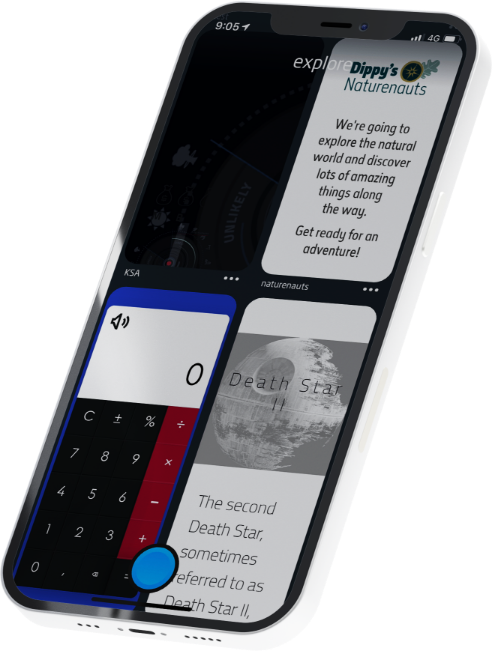 9:05
4G
explore
Dippy's
Naturenauts
We're going to
explore the natural
world and discover
lots of amazing
things along
the way.
Get ready for an
adventure!
UNLIKELY
KSA
naturenauts
0
C ± % ÷
7 8 9 ×
4 5 6 −
1 2 3 +
0 , =
Death Star
II
The second
Death Star,
sometimes
referred to as
Death Star II,